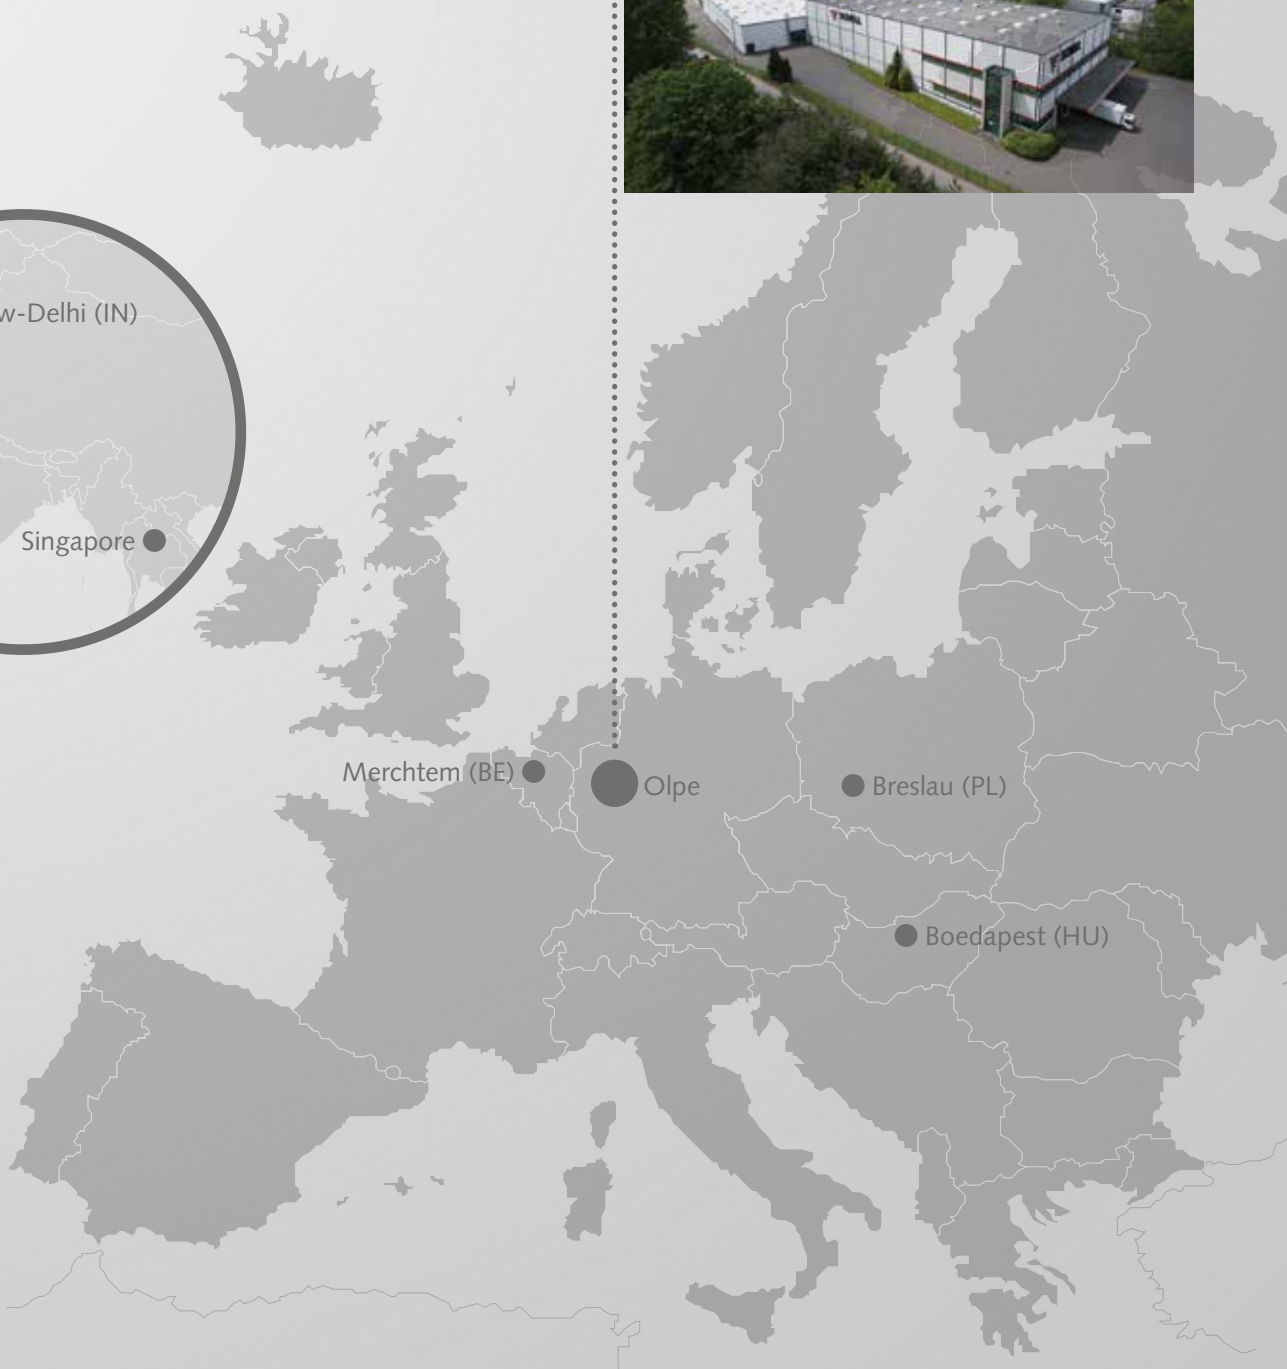 w-Delhi (IN)
Singapore
Merchtem (BE)
Olpe
Breslau (PL)
Boedapest (HU)